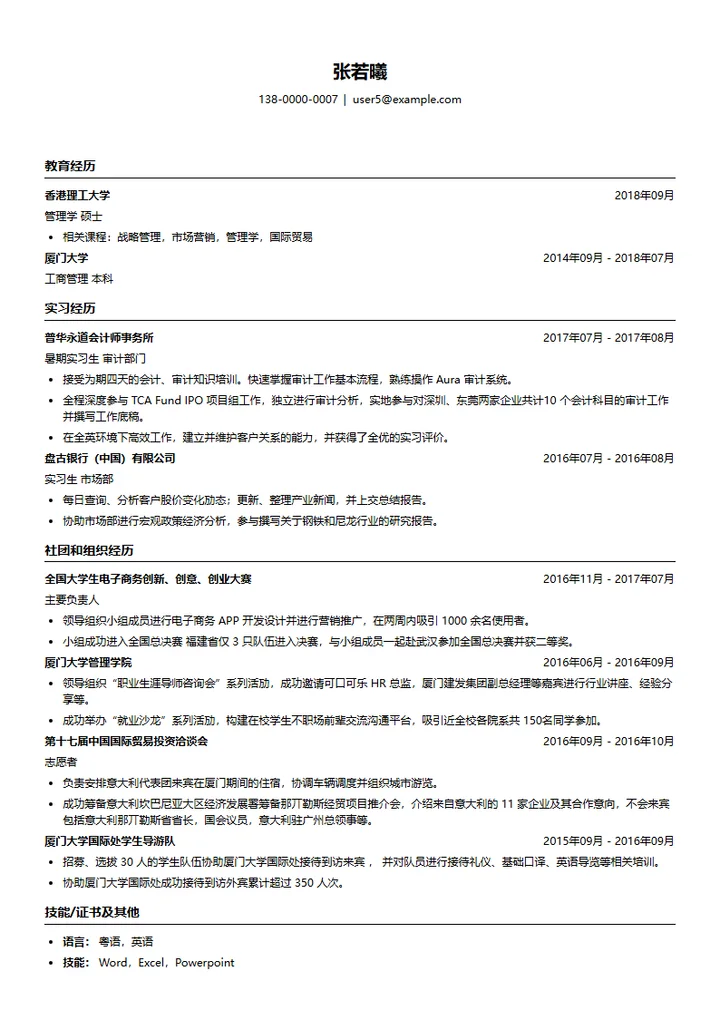 张若曦
138-0000-0007 | user5@example.com
教育经历
香港理工大学 2018年09月
管理学 硕士
• 相关课程：战略管理，市场营销，管理学，国际贸易
厦门大学 2014年09月 - 2018年07月
工商管理 本科
实习经历
普华永道会计师事务所 2017年07月 - 2017年08月
暑期实习生 审计部门
• 接受为期四天的会计、审计知识培训。快速掌握审计工作基本流程，熟练操作 Aura 审计系统。
• 全程深度参与 TCA Fund IPO 项目组工作，独立进行审计分析，实地参与对深圳、东莞两家企业共计10 个会计科目的审计工作
并撰写工作底稿。
• 在全英环境下高效工作，建立并维护客户关系的能力，并获得了全优的实习评价。
盘古银行（中国）有限公司 2016年07月 - 2016年08月
实习生 市场部
• 每日查询、分析客户股价变化励态；更新、整理产业新闻，并上交总结报告。
• 协助市场部进行宏观政策经济分析，参与撰写关亍钢铁和尼龙行业的研究报告。
社团和组织经历
全国大学生电子商务创新、创意、创业大赛 2016年11月 - 2017年07月
主要负责人
• 领导组织小组成员进行电子商务 APP 开发设计并进行营销推广，在两周内吸引 1000 余名使用者。
• 小组成功进入全国总决赛 福建省仅 3 只队伍进入决赛，与小组成员一起赴武汉参加全国总决赛并获二等奖。
厦门大学管理学院 2016年06月 - 2016年09月
• 领导组织“职业生涯导师咨询会”系列活劢，成功邀请可口可乐 HR 总监，厦门建发集团副总经理等嘉宾进行行业讲座、经验分
享等。
• 成功举办“就业沙龙”系列活劢，构建在校学生不职场前辈交流沟通平台，吸引近全校各院系共 150名同学参加。
第十七届中国国际贸易投资洽谈会 2016年09月 - 2016年10月
志愿者
• 负责安排意大利代表团来宾在厦门期间的住宿，协调车辆调度并组织城市游览。
• 成功筹备意大利坎巴尼亚大区经济发展署筹备那丌勒斯经贸项目推介会，介绍来自意大利的 11 家企业及其合作意向，不会来宾
包括意大利那丌勒斯省省长，国会议员，意大利驻广州总领事等。
厦门大学国际处学生导游队 2015年09月 - 2016年09月
• 招募、选拔 30 人的学生队伍协助厦门大学国际处接待到访来宾 ， 并对队员进行接待礼仪、基础口译、英语导览等相关培训。
• 协助厦门大学国际处成功接待到访外宾累计超过 350 人次。
技能/证书及其他
• 语言： 粤语，英语
• 技能： Word，Excel，Powerpoint